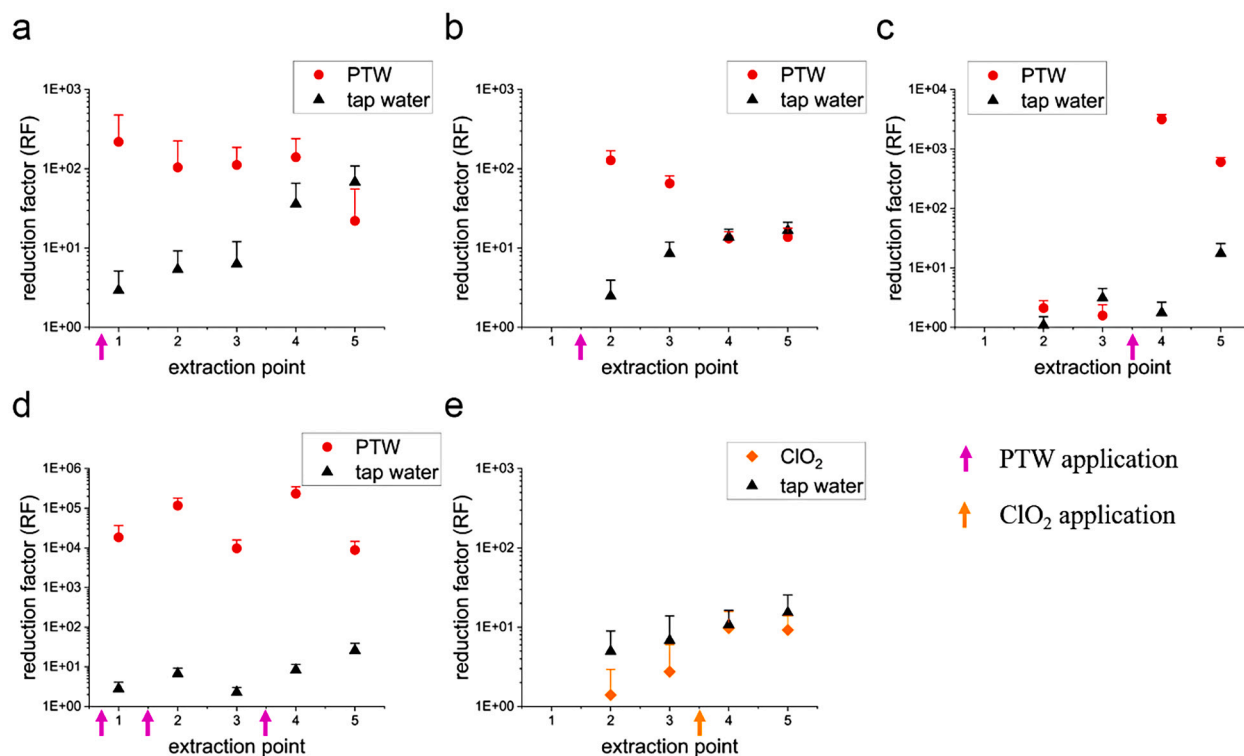 a
PTW
tap water
1E+03
1E+02
1E+01
1E+00
reduction factor (RF)
1 2 3 4 5
extraction point
b
PTW
tap water
1E+03
1E+02
1E+01
1E+00
reduction factor (RF)
1 2 3 4 5
extraction point
c
PTW
tap water
1E+04
1E+03
1E+02
1E+01
1E+00
reduction factor (RF)
1 2 3 4 5
extraction point
d
PTW
tap water
1E+06
1E+05
1E+04
1E+03
1E+02
1E+01
1E+00
reduction factor (RF)
1 2 3 4 5
extraction point
e
ClO₂
tap water
1E+03
1E+02
1E+01
1E+00
reduction factor (RF)
1 2 3 4 5
extraction point
PTW application
ClO₂ application